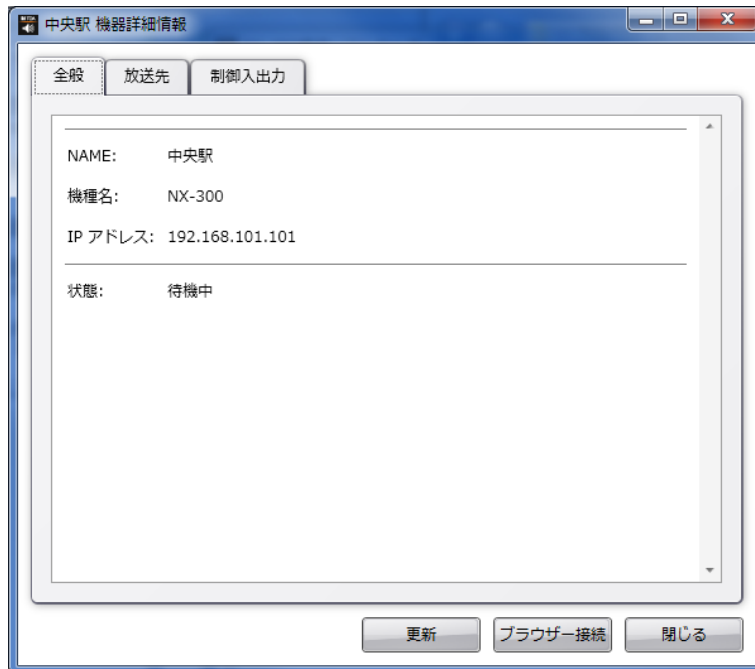 中央駅 機器詳細情報
全般 放送先 制御入出力
NAME: 中央駅
機種名: NX-300
IP アドレス: 192.168.101.101
状態: 待機中
更新 ブラウザー接続 閉じる